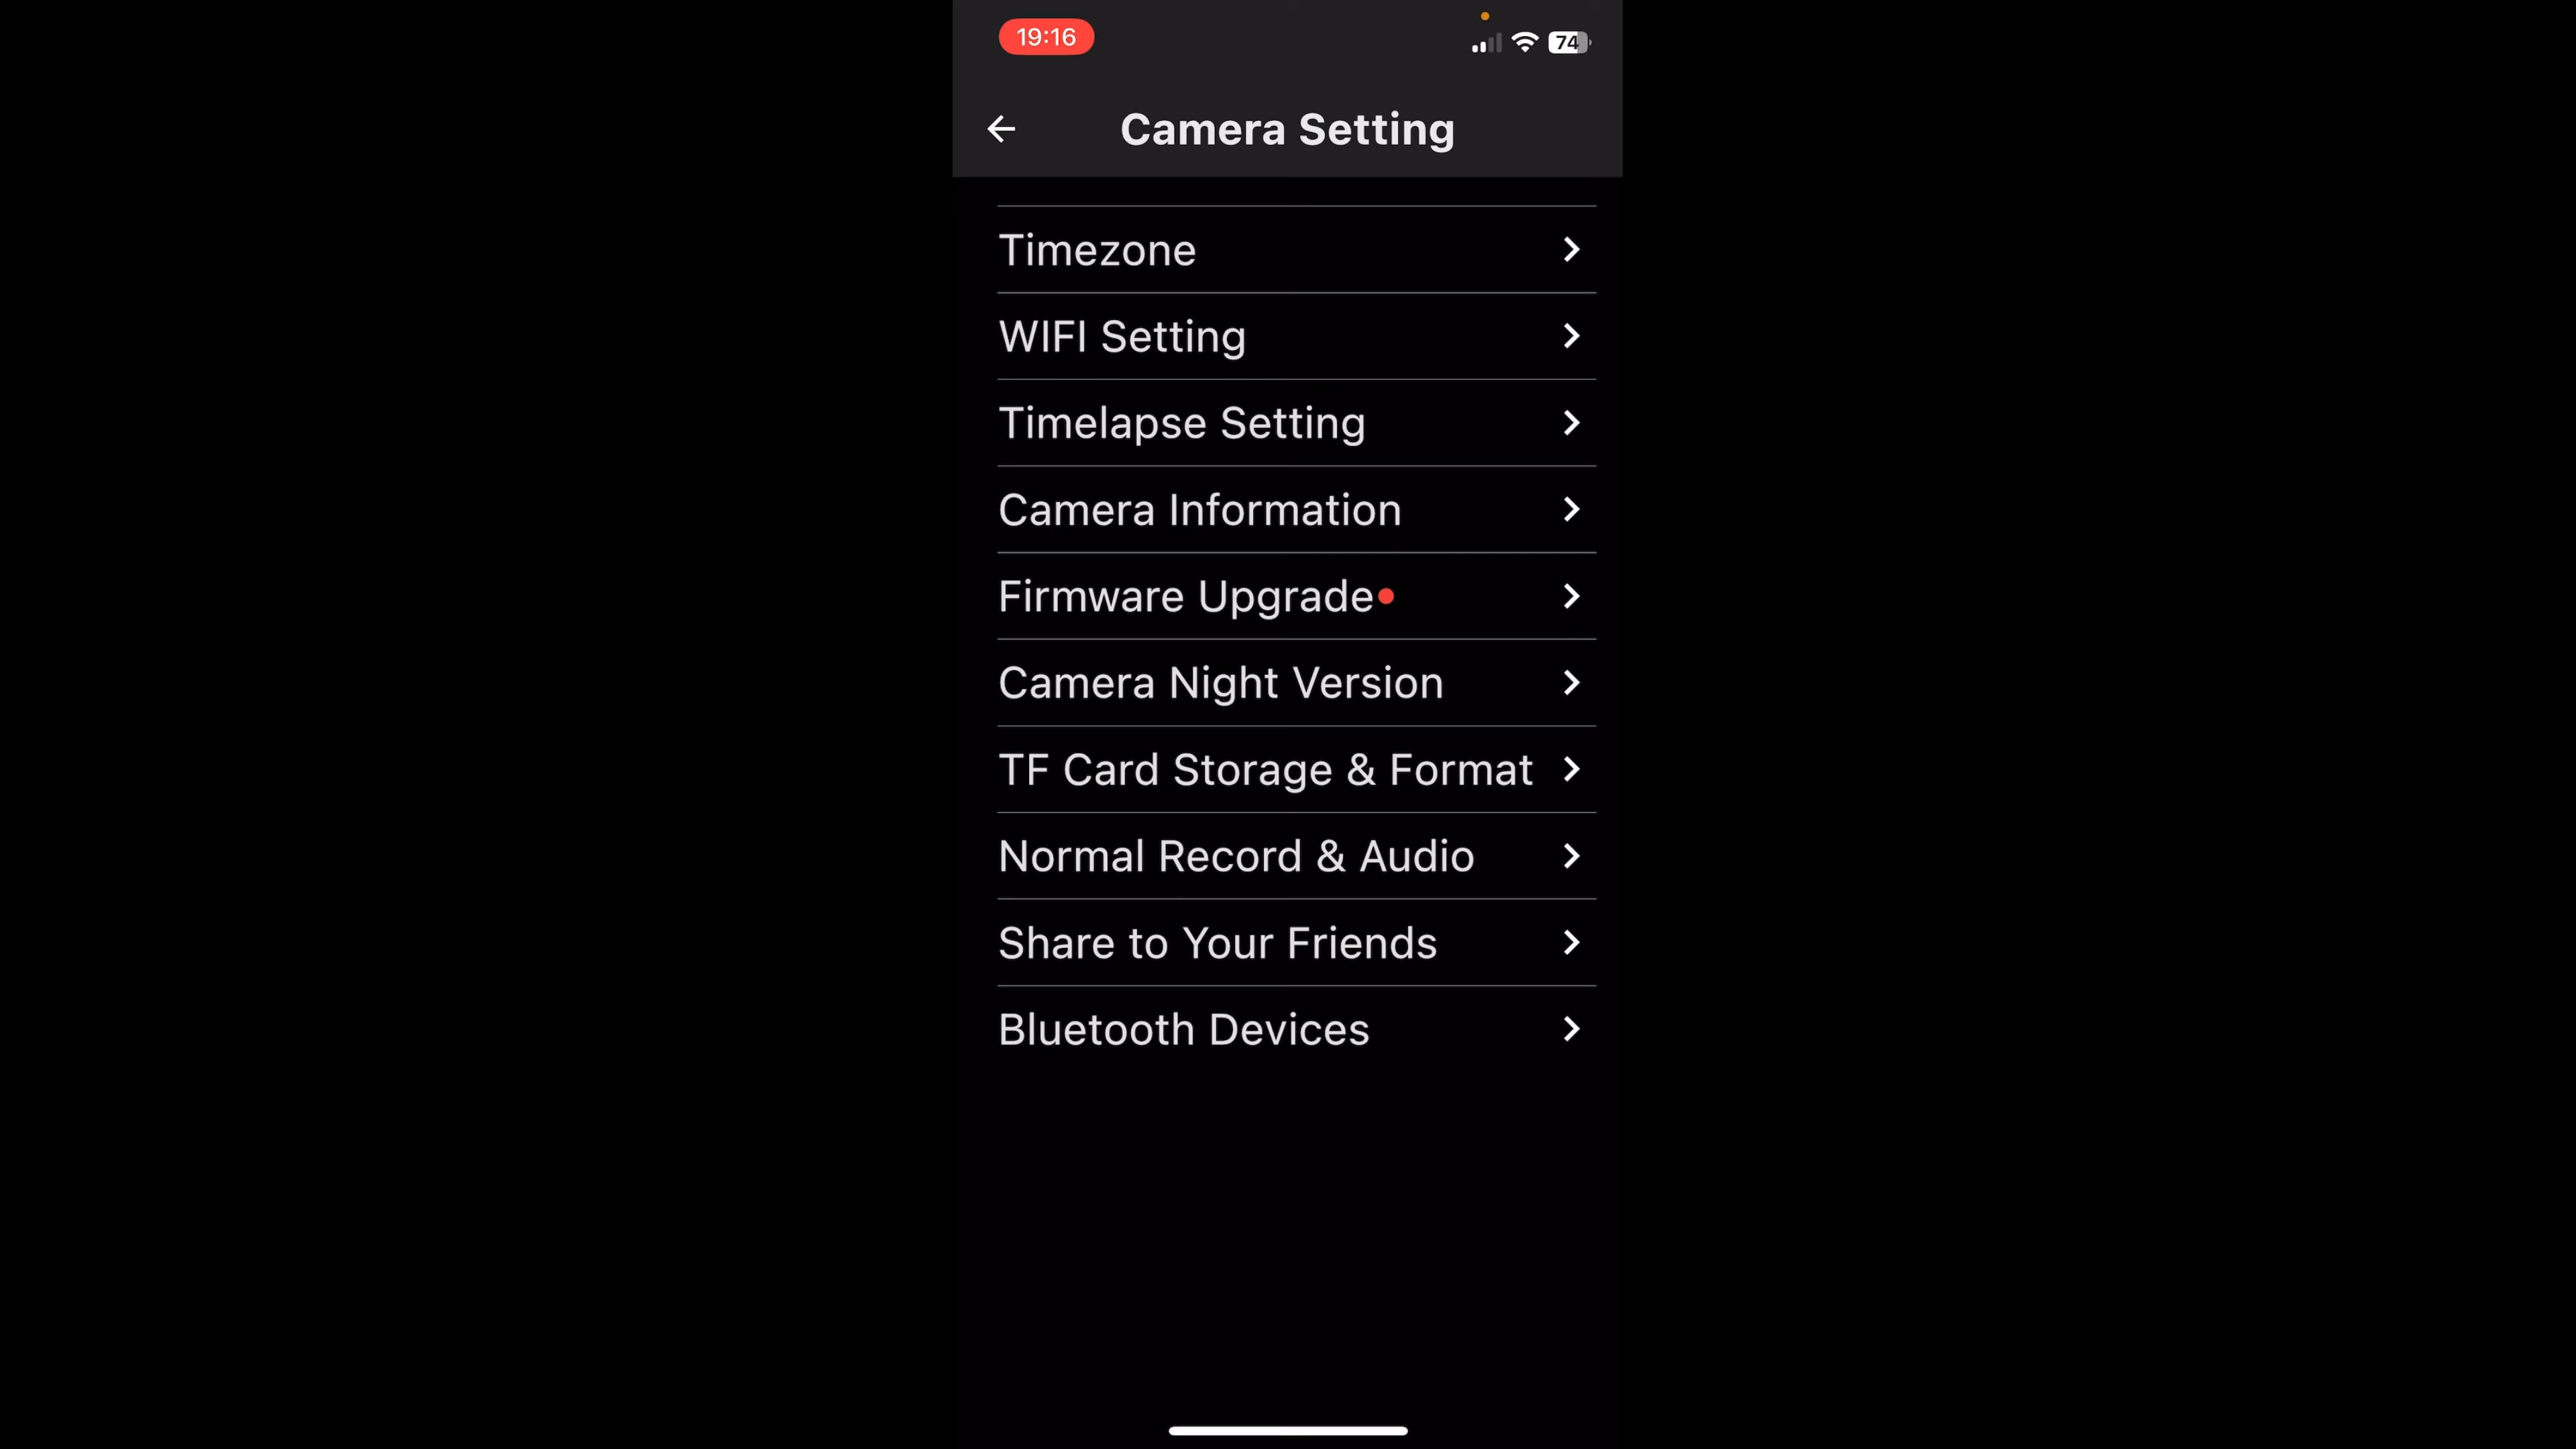 19:16
74
Camera Setting
Timezone
WIFI Setting
Timelapse Setting
Camera Information
Firmware Upgrade
Camera Night Version
TF Card Storage & Format
Normal Record & Audio
Share to Your Friends
Bluetooth Devices